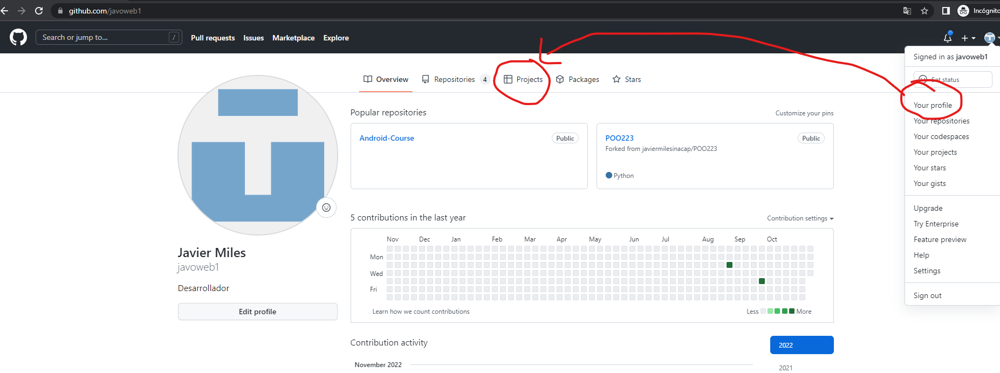 github.com/javoweb1
Incógnito
Search or jump to... /
Pull requests Issues Marketplace Explore
Signed in as javoweb1
Set status
Your profile
Your repositories
Your codespaces
Your projects
Your stars
Your gists
Upgrade
Try Enterprise
Feature preview
Help
Settings
Sign out
Overview Repositories 4 Projects Packages Stars
Javier Miles
javoweb1
Desarrollador
Edit profile
Popular repositories Customize your pins
Android-Course Public
POO223 Public
Forked from javiermilesinacap/POO223
Python
5 contributions in the last year Contribution settings
Nov Dec Jan Feb Mar Apr May Jun Jul Aug Sep Oct
Mon
Wed
Fri
Learn how we count contributions Less More
Contribution activity
2022
November 2022
2021